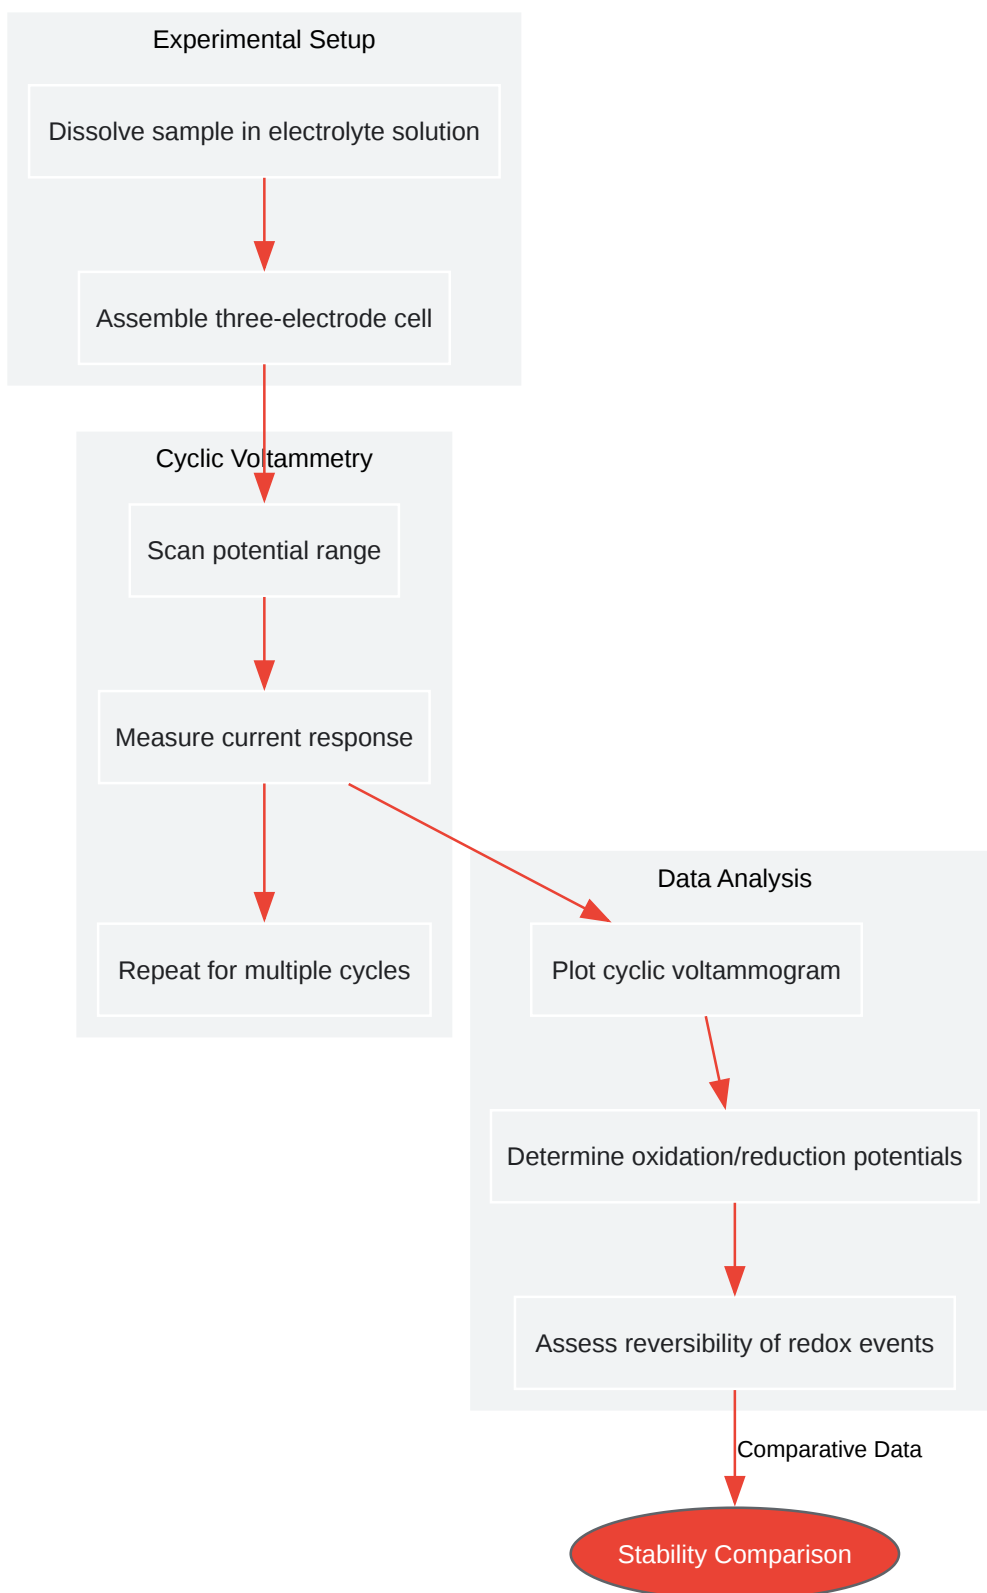 Experimental Setup
Dissolve sample in electrolyte solution
Assemble three-electrode cell
Cyclic Voltammetry
Scan potential range
Measure current response
Repeat for multiple cycles
Data Analysis
Plot cyclic voltammogram
Determine oxidation/reduction potentials
Assess reversibility of redox events
Comparative Data
Stability Comparison